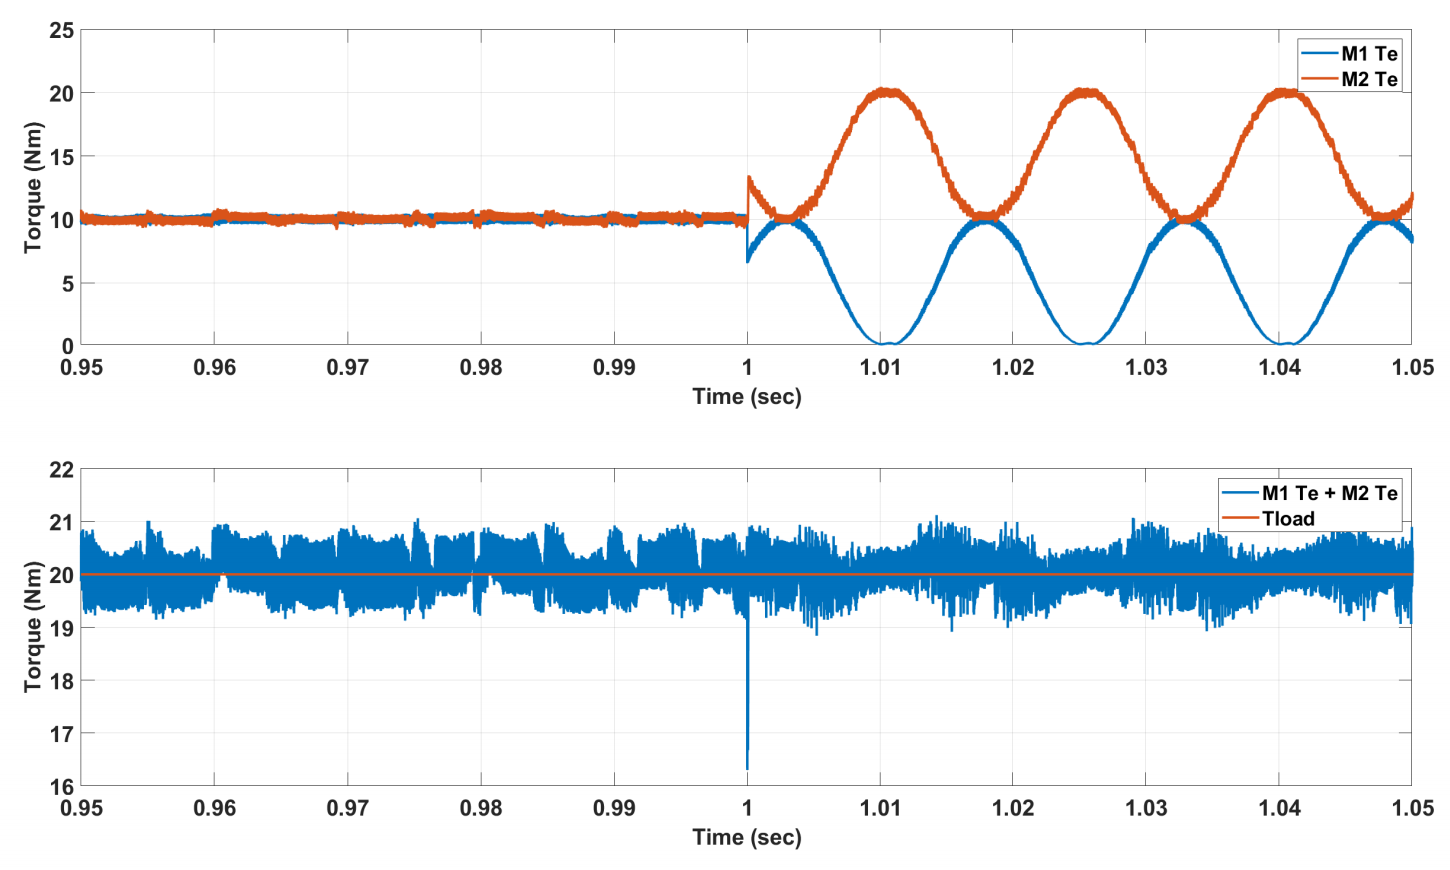 25
20
15
10
5
0
Torque (Nm)
M1 Te
M2 Te
0.95 0.96 0.97 0.98 0.99 1 1.01 1.02 1.03 1.04 1.05
Time (sec)
22
21
20
19
18
17
16
Torque (Nm)
M1 Te + M2 Te
Tload
0.95 0.96 0.97 0.98 0.99 1 1.01 1.02 1.03 1.04 1.05
Time (sec)